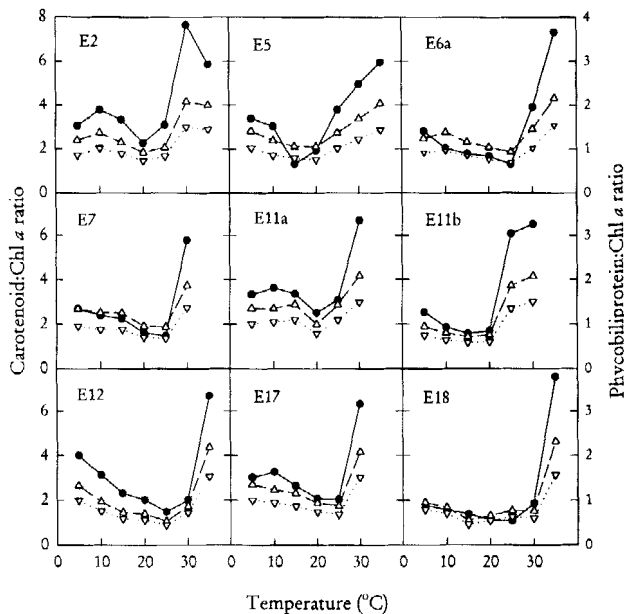 8 4
E2 E5 E6a
6 3
4 2
2 1
0 0
E7 E11a E11b
6 3
4 2
2 1
0 0
E12 E17 E18
6 3
4 2
2 1
0 0
0 10 20 30 0 10 20 30 0 10 20 30
Carotenoid:Chl a ratio
Phycobiliprotein:Chl a ratio
Temperature (°C)